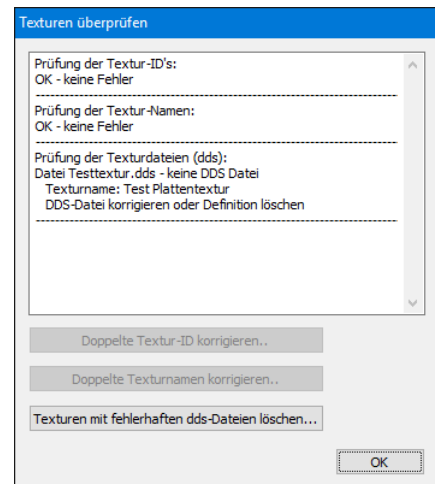 Texturen überprüfen
Prüfung der Textur-ID's:
OK - keine Fehler
--------------------------------------------------------------------------------
Prüfung der Textur-Namen:
OK - keine Fehler
--------------------------------------------------------------------------------
Prüfung der Texturdateien (dds):
Datei Testtextur.dds - keine DDS Datei
Texturname: Test Plattentextur
DDS-Datei korrigieren oder Definition löschen
--------------------------------------------------------------------------------
Doppelte Textur-ID korrigieren..
Doppelte Texturnamen korrigieren..
Texturen mit fehlerhaften dds-Dateien löschen...
OK